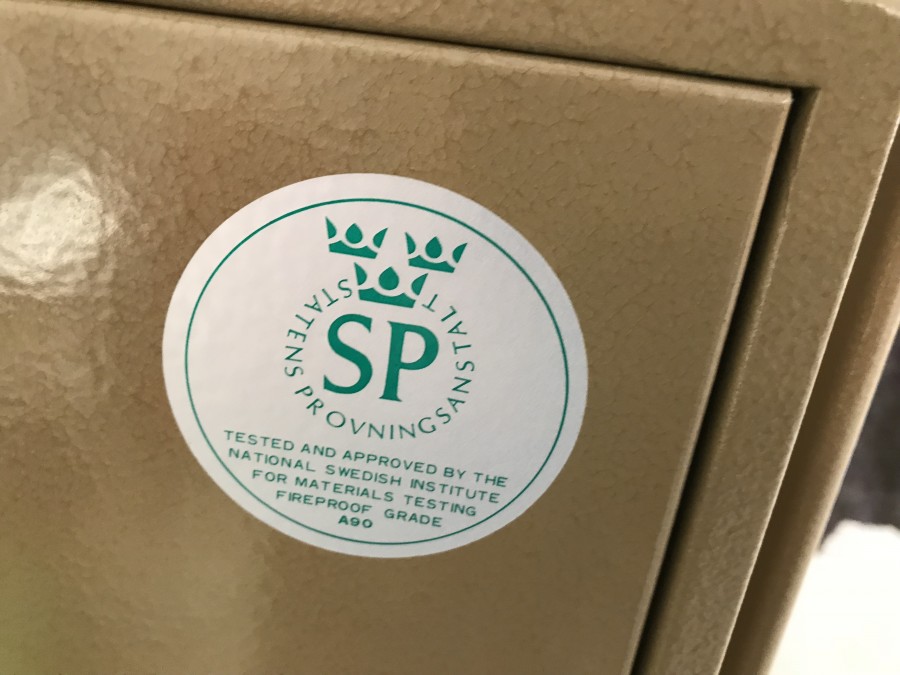 STATENS PROVNINGSANSTALT
SP
TESTED AND APPROVED BY THE
NATIONAL SWEDISH INSTITUTE
FOR MATERIALS TESTING
FIREPROOF GRADE
A90